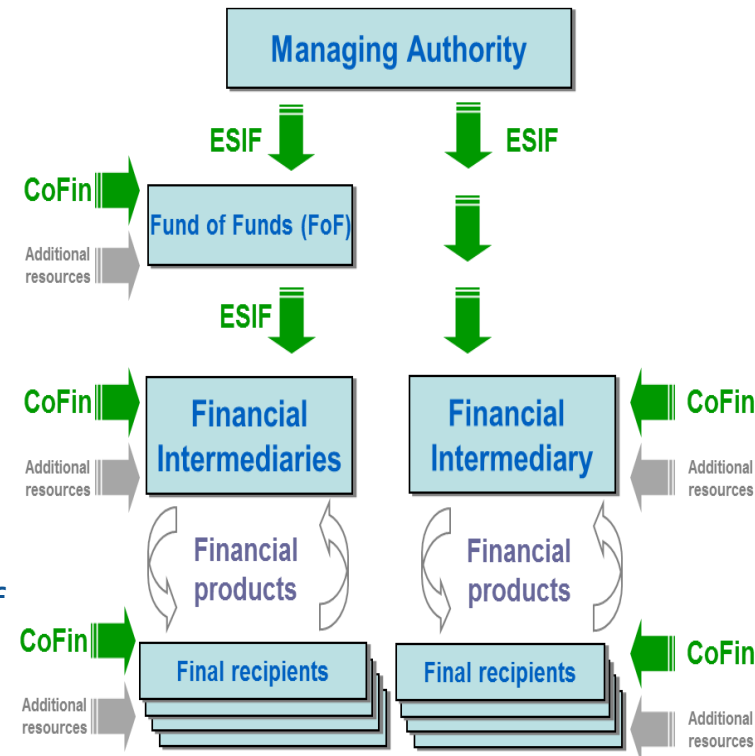 Managing Authority
ESIF
ESIF
CoFin
Fund of Funds (FoF)
Additional
resources
ESIF
CoFin
Financial
Intermediaries
Financial
Intermediary
CoFin
Additional
resources
Additional
resources
Financial
products
Financial
products
CoFin
Final recipients
Final recipients
CoFin
Additional
resources
Additional
resources